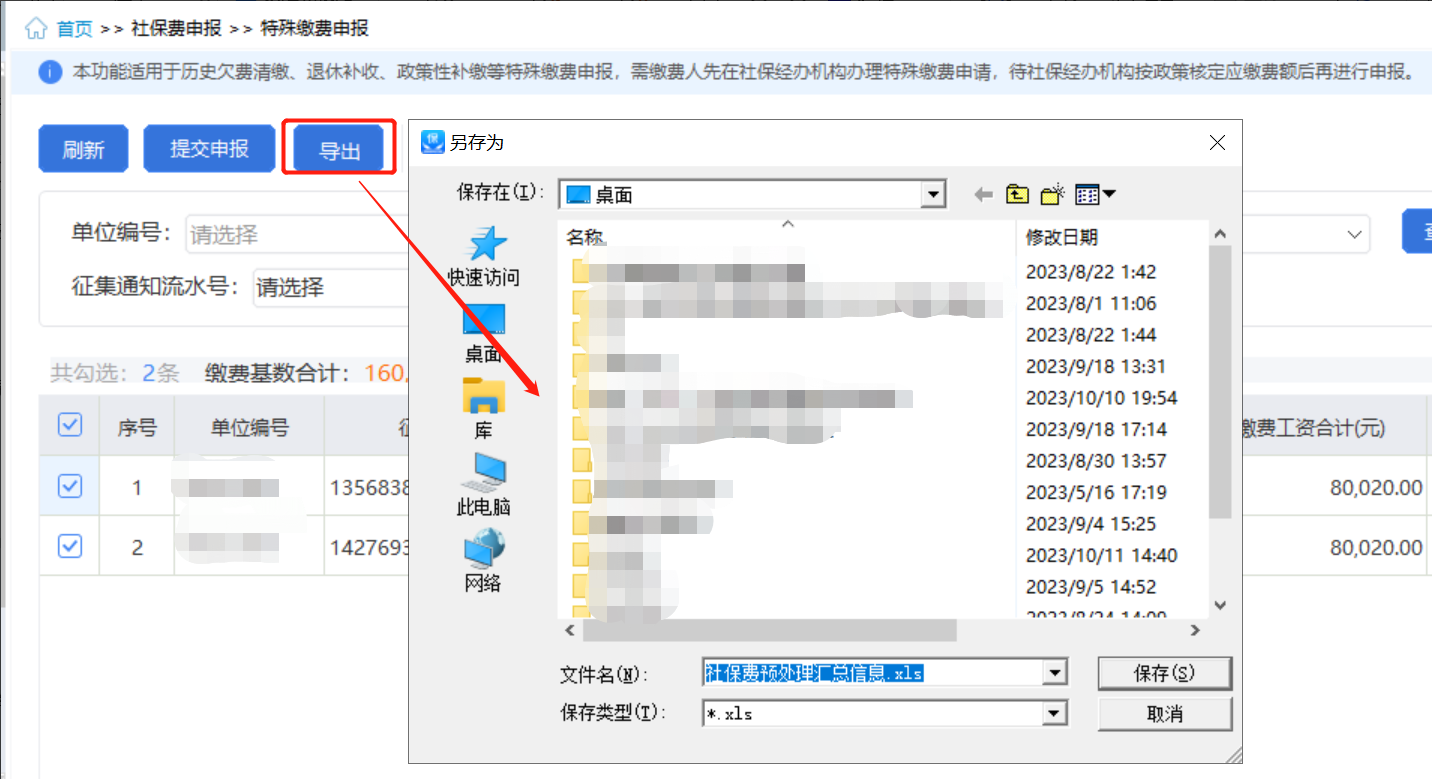 首页 >> 社保费申报 >> 特殊缴费申报
本功能适用于历史欠费清缴、退休补收、政策性补缴等特殊缴费申报，需缴费人先在社保经办机构办理特殊缴费申请，待社保经办机构按政策核定应缴费额后再进行申报。
刷新 提交申报 导出
单位编号： 请选择
征集通知流水号： 请选择
共勾选：2条 缴费基数合计：160,
序号 单位编号 缴费工资合计(元)
1 1356838 80,020.00
2 1427693 80,020.00
另存为
保存在(I)： 桌面
快速访问
桌面
库
此电脑
网络
名称 修改日期
2023/8/22 1:42
2023/8/1 11:06
2023/8/22 1:44
2023/9/18 13:31
2023/10/10 19:54
2023/9/18 17:14
2023/8/30 13:57
2023/5/16 17:19
2023/9/4 15:25
2023/10/11 14:40
2023/9/5 14:52
文件名(N)： 社保费预处理汇总信息.xls 保存(S)
保存类型(T)： *.xls 取消